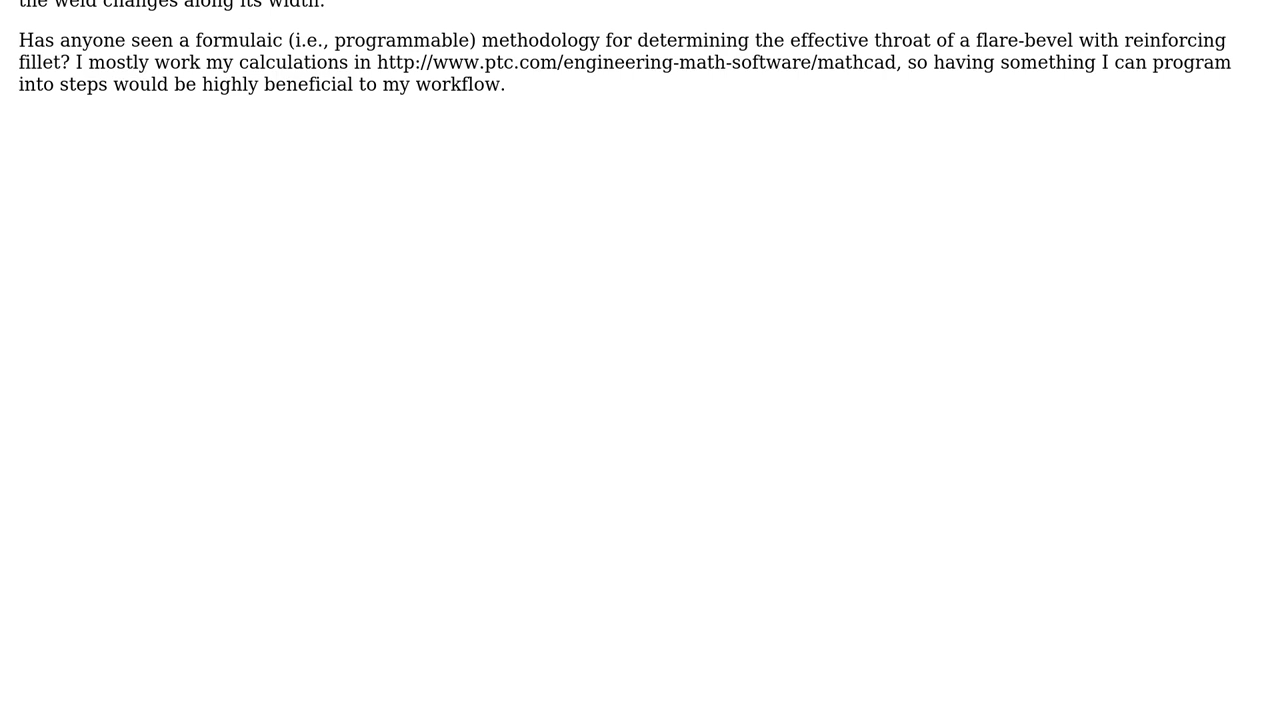 the weld changes along its width.
Has anyone seen a formulaic (i.e., programmable) methodology for determining the effective throat of a flare-bevel with reinforcing
fillet? I mostly work my calculations in http://www.ptc.com/engineering-math-software/mathcad, so having something I can program
into steps would be highly beneficial to my workflow.